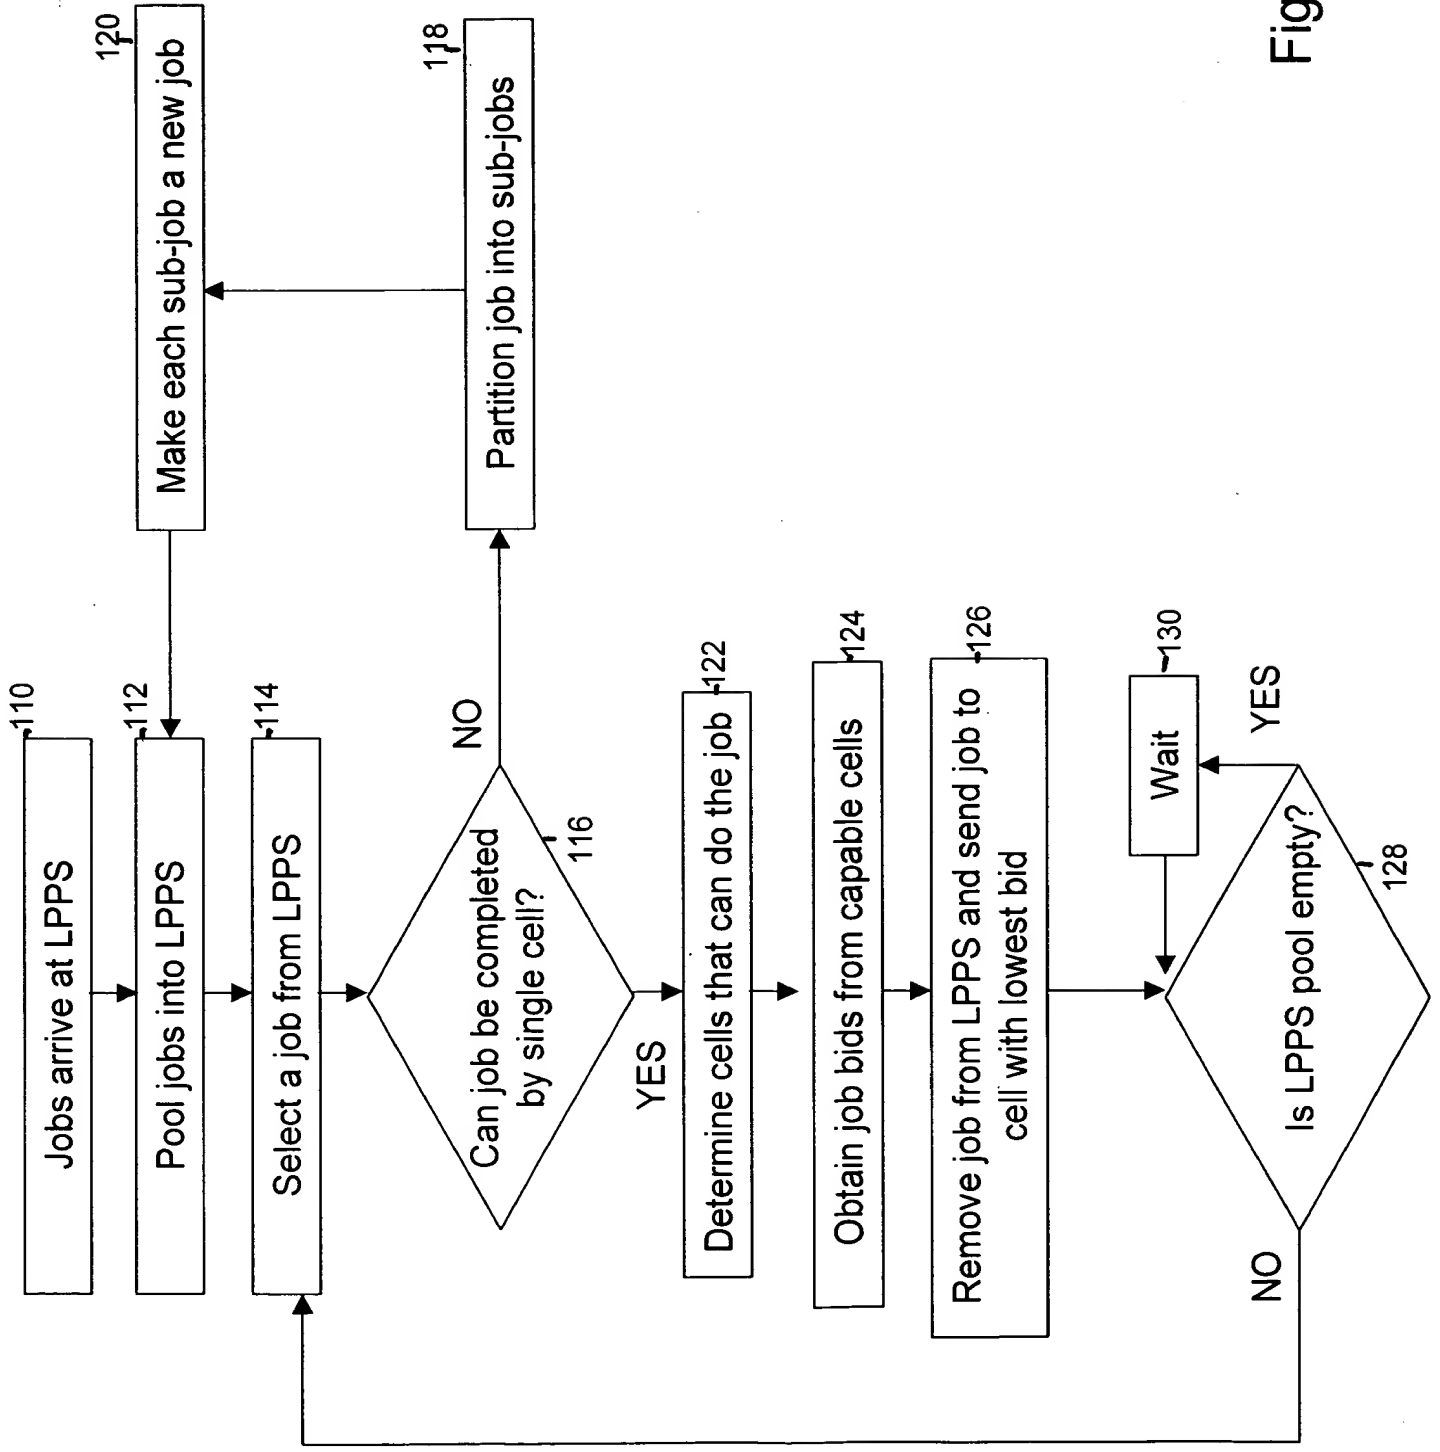 110
Jobs arrive at LPPS
112
Pool jobs into LPPS
114
Select a job from LPPS
116
Can job be completed
by single cell?
NO
YES
118
Partition job into sub-jobs
120
Make each sub-job a new job
122
Determine cells that can do the job
124
Obtain job bids from capable cells
126
Remove job from LPPS and send job to
cell with lowest bid
128
Is LPPS pool empty?
YES
NO
130
Wait
Fig